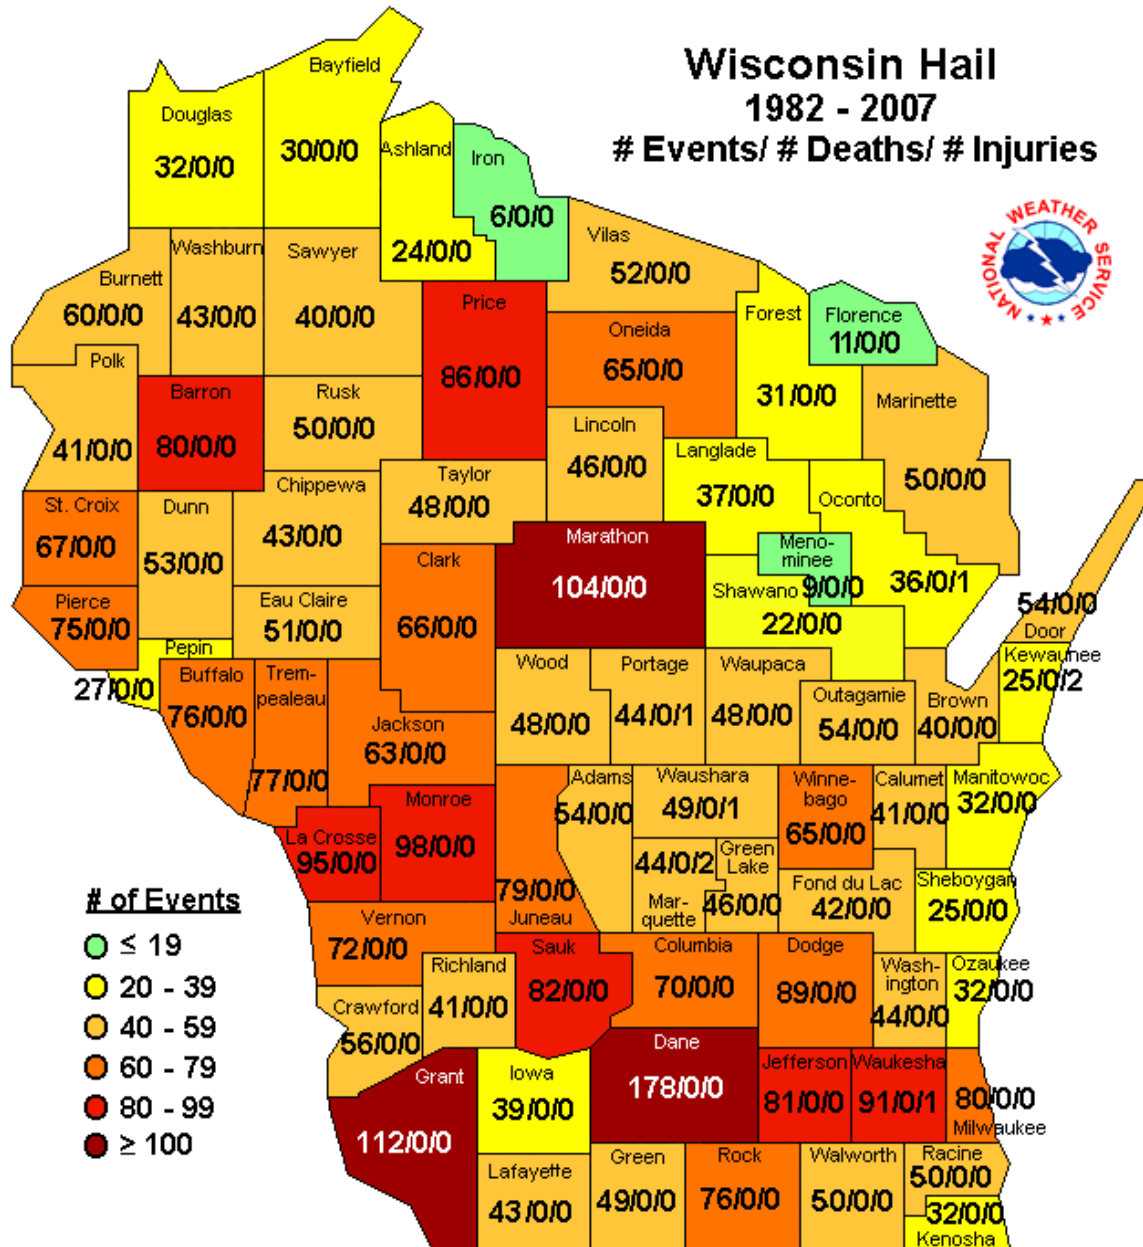 Wisconsin Hail
1982 - 2007
# Events/ # Deaths/ # Injuries
NATIONAL WEATHER SERVICE
Bayfield
30/0/0
Douglas
32/0/0
Ashland
24/0/0
Iron
6/0/0
Vilas
52/0/0
Washburn
43/0/0
Sawyer
40/0/0
Burnett
60/0/0
Price
86/0/0
Oneida
65/0/0
Forest
31/0/0
Florence
11/0/0
Marinette
50/0/0
Polk
41/0/0
Barron
80/0/0
Rusk
50/0/0
Lincoln
46/0/0
Langlade
37/0/0
Oconto
36/0/1
Taylor
48/0/0
Chippewa
43/0/0
St. Croix
67/0/0
Dunn
53/0/0
Marathon
104/0/0
Meno-
minee
9/0/0
Clark
66/0/0
Shawano
22/0/0
Pierce
75/0/0
Eau Claire
51/0/0
54/0/0
Door
Pepin
27/0/0
Buffalo
76/0/0
Trem-
pealeau
77/0/0
Jackson
63/0/0
Wood
48/0/0
Portage
44/0/1
Waupaca
48/0/0
Outagamie
54/0/0
Brown
40/0/0
Kewaunee
25/0/2
Adams
54/0/0
Waushara
49/0/1
Winne-
bago
65/0/0
Calumet
41/0/0
Manitowoc
32/0/0
Monroe
98/0/0
La Crosse
95/0/0
79/0/0
Juneau
44/0/2
Mar-
quette
Green
Lake
46/0/0
Fond du Lac
42/0/0
Sheboygan
25/0/0
Vernon
72/0/0
Richland
41/0/0
Sauk
82/0/0
Columbia
70/0/0
Dodge
89/0/0
Wash-
ington
44/0/0
Ozaukee
32/0/0
Crawford
56/0/0
Grant
112/0/0
Iowa
39/0/0
Dane
178/0/0
Jefferson
81/0/0
Waukesha
91/0/1
80/0/0
Milwaukee
Lafayette
43/0/0
Green
49/0/0
Rock
76/0/0
Walworth
50/0/0
Racine
50/0/0
32/0/0
Kenosha
# of Events
≤ 19
20 - 39
40 - 59
60 - 79
80 - 99
≥ 100